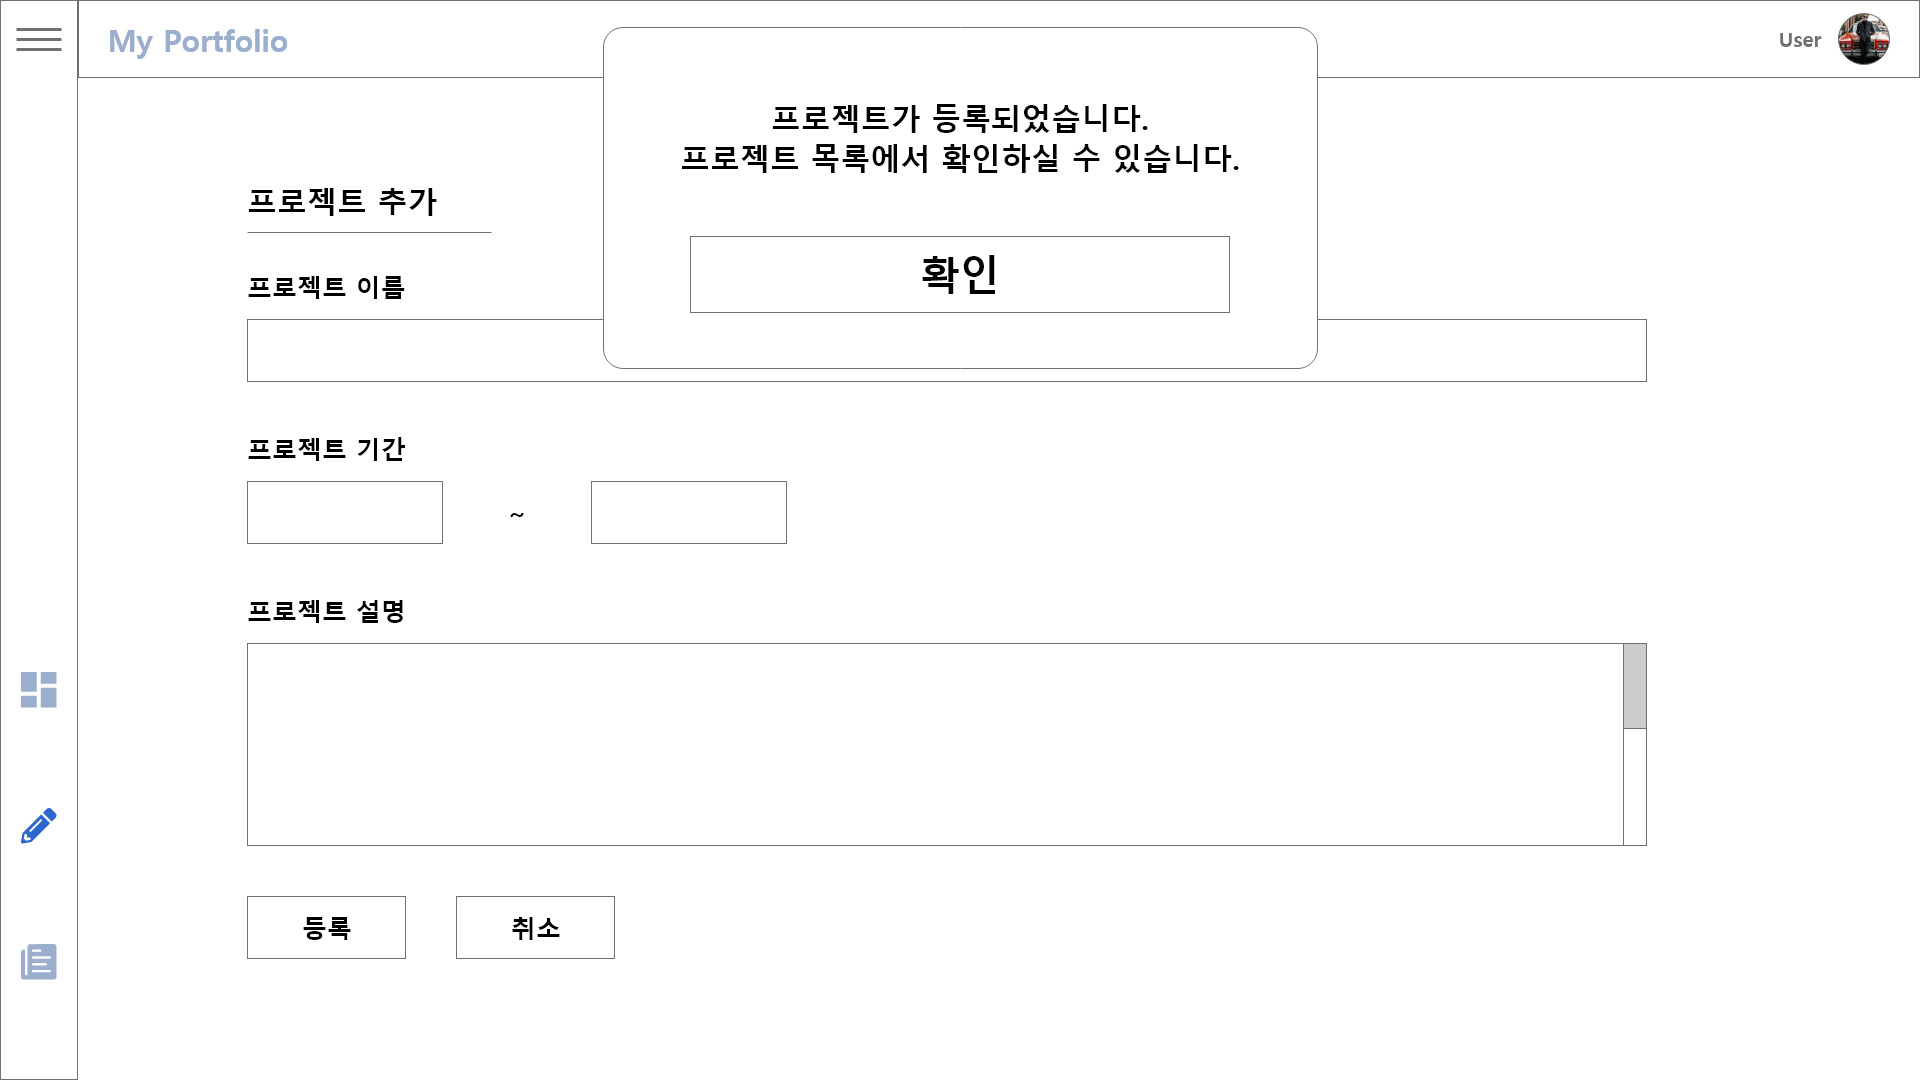 My Portfolio
User
프로젝트가 등록되었습니다.
프로젝트 목록에서 확인하실 수 있습니다.
확인
프로젝트 추가
프로젝트 이름
프로젝트 기간
~
프로젝트 설명
등록
취소